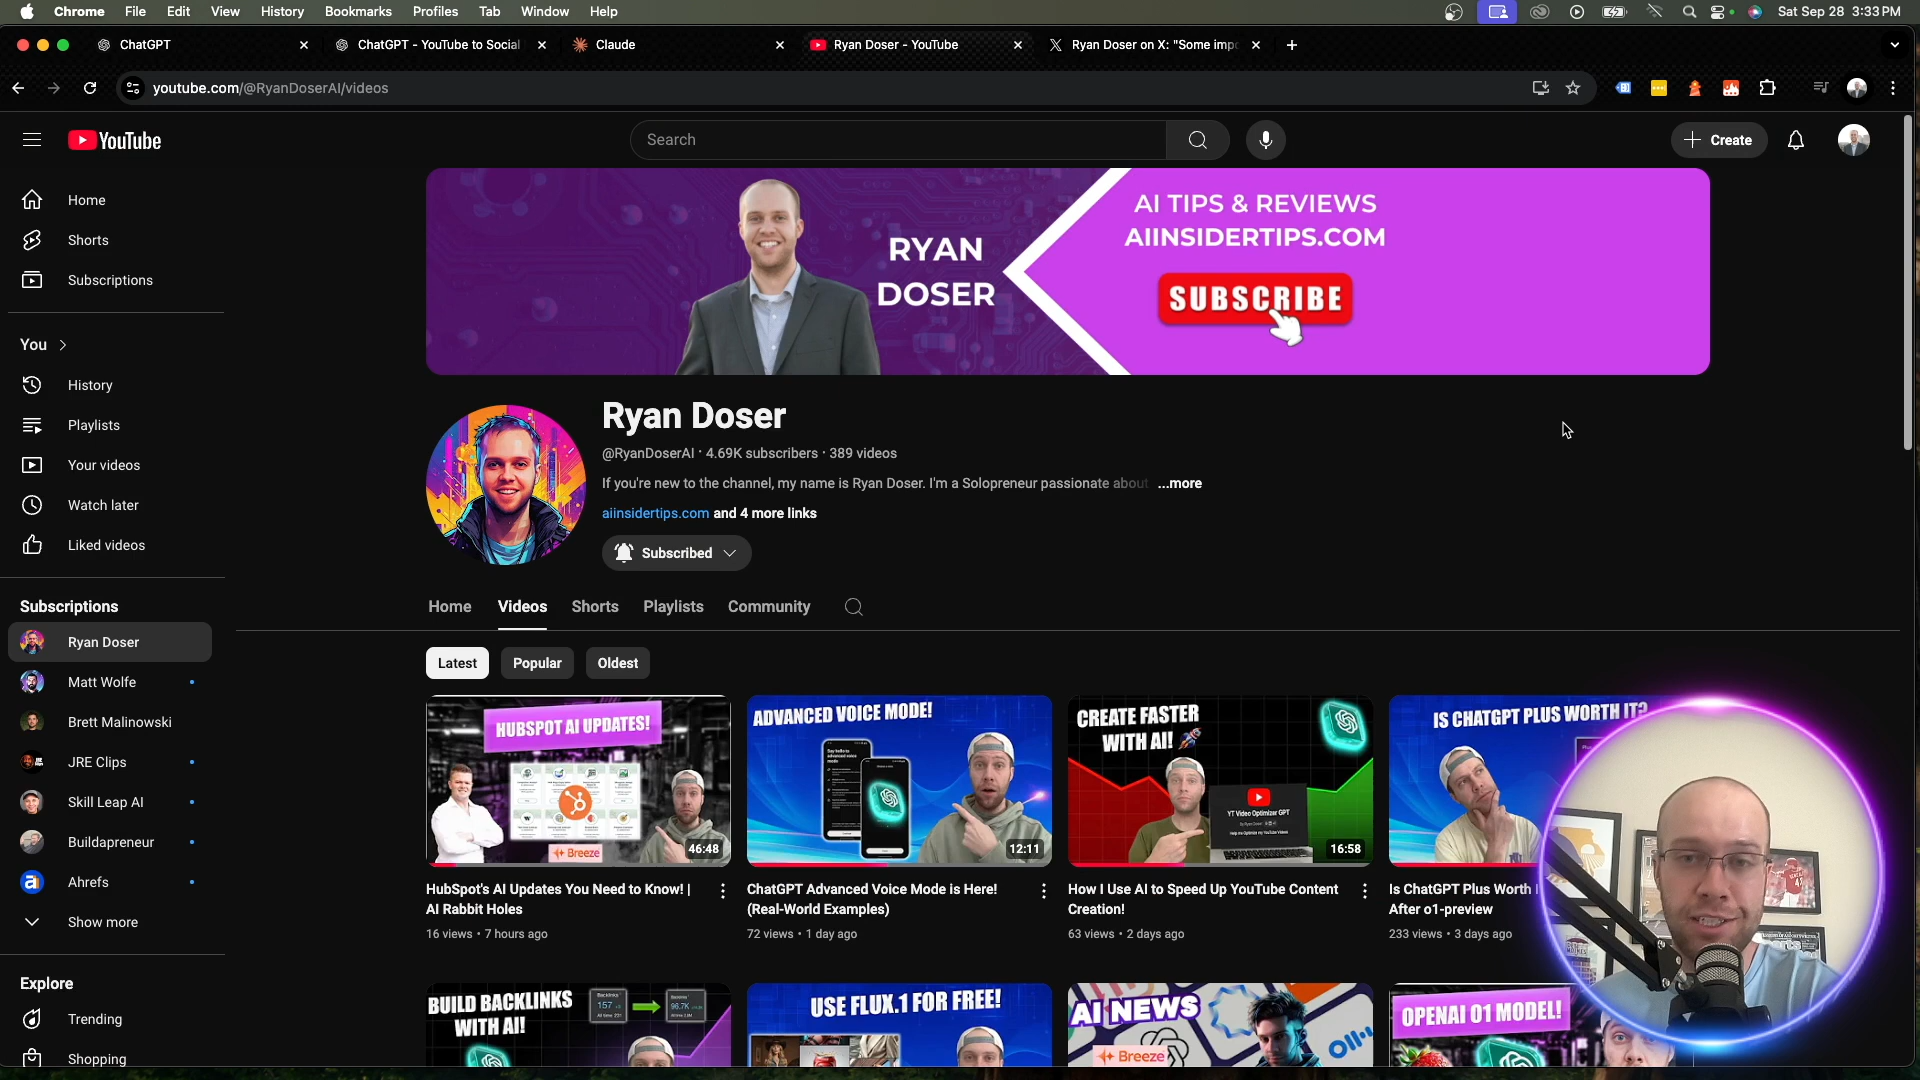 Chrome File Edit View History Bookmarks Profiles Tab Window Help
Sat Sep 28 3:33 PM
ChatGPT
ChatGPT - YouTube to Social
Claude
Ryan Doser - YouTube
Ryan Doser on X: "Some imp
youtube.com/@RyanDoserAI/videos
YouTube
Search
Create
Home
Shorts
Subscriptions
You
History
Playlists
Your videos
Watch later
Liked videos
Subscriptions
Ryan Doser
Matt Wolfe
Brett Malinowski
JRE Clips
Skill Leap AI
Buildapreneur
Ahrefs
Show more
Explore
Trending
Shopping
RYAN
DOSER
AI TIPS & REVIEWS
AIINSIDERTIPS.COM
SUBSCRIBE
Ryan Doser
@RyanDoserAI · 4.69K subscribers · 389 videos
If you're new to the channel, my name is Ryan Doser. I'm a Solopreneur passionate about ...more
aiinsidertips.com and 4 more links
Subscribed
Home Videos Shorts Playlists Community
Latest Popular Oldest
HUBSPOT AI UPDATES!
Breeze
46:48
HubSpot's AI Updates You Need to Know! |
AI Rabbit Holes
16 views · 7 hours ago
ADVANCED VOICE MODE!
12:11
ChatGPT Advanced Voice Mode is Here!
(Real-World Examples)
72 views · 1 day ago
CREATE FASTER
WITH AI!
YT Video Optimizer GPT
16:58
How I Use AI to Speed Up YouTube Content
Creation!
63 views · 2 days ago
IS CHATGPT PLUS WORTH IT?
Is ChatGPT Plus Worth
After o1-preview
233 views · 3 days ago
BUILD BACKLINKS
WITH AI!
Backlinks
157
Backlinks
96.7K
USE FLUX.1 FOR FREE!
AI NEWS
Breeze
OPENAI O1 MODEL!